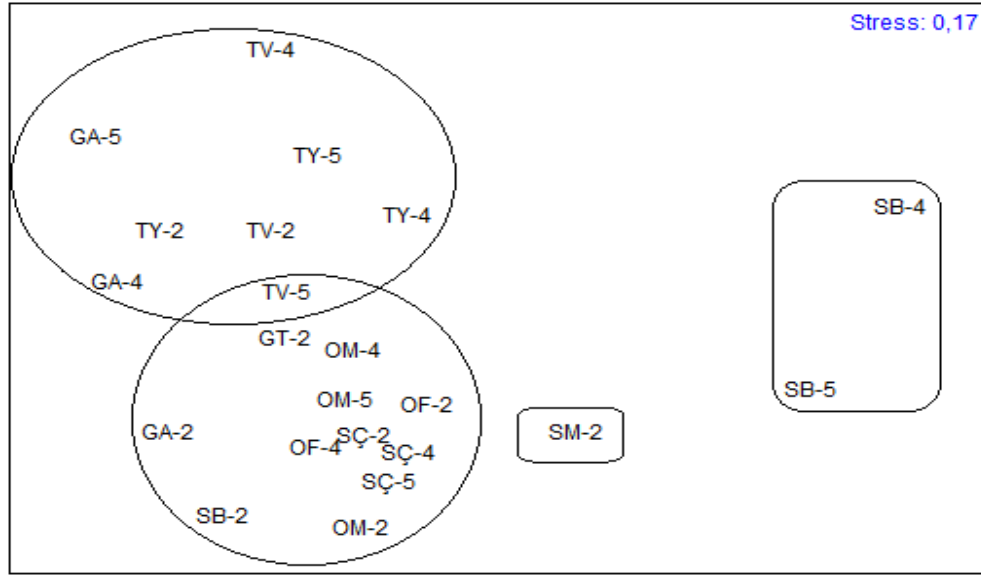 Stress: 0,17
TV-4
GA-5
TY-5
SB-4
TY-4
TY-2
TV-2
GA-4
TV-5
GT-2
OM-4
SB-5
OM-5
OF-2
GA-2
SÇ-2
SM-2
OF-4
SÇ-4
SÇ-5
SB-2
OM-2